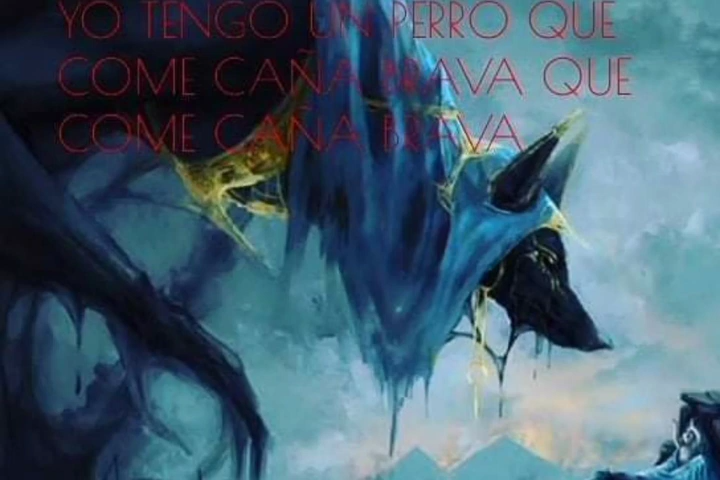 YO TENGO UN PERRO QUE
COME CAÑA BRAVA QUE
COME CAÑA BRAVA